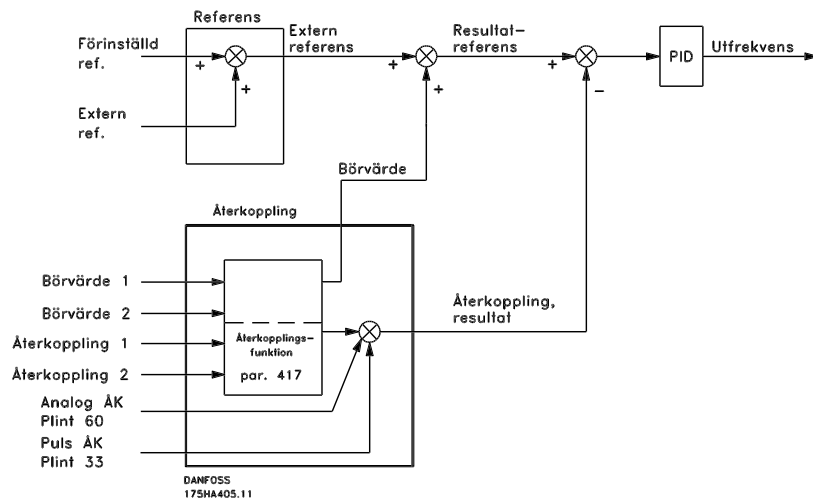 Referens
Förinställd
ref.
+
+
Extern
ref.
Extern
referens
+
+
Resultat-
referens
+
-
PID
Utfrekvens
Börvärde
Återkoppling
Börvärde 1
Börvärde 2
Återkoppling 1
Återkoppling 2
Återkopplings-
funktion
par. 417
Återkoppling,
resultat
Analog ÅK
Plint 60
Puls ÅK
Plint 33
DANFOSS
175HA405.11